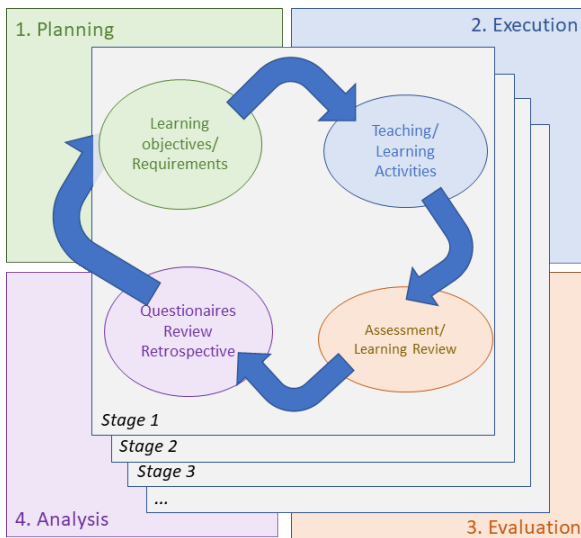 1. Planning
2. Execution
Learning
objectives/
Requirements
Teaching/
Learning
Activities
Questionaires
Review
Retrospective
Assessment/
Learning Review
Stage 1
Stage 2
Stage 3
...
4. Analysis
3. Evaluation